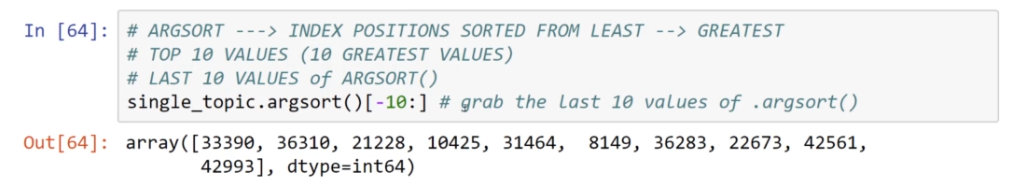 In [64]: # ARGSORT ---> INDEX POSITIONS SORTED FROM LEAST --> GREATEST
# TOP 10 VALUES (10 GREATEST VALUES)
# LAST 10 VALUES of ARGSORT()
single_topic.argsort()[-10:] # grab the last 10 values of .argsort()
Out[64]: array([33390, 36310, 21228, 10425, 31464,  8149, 36283, 22673, 42561,
42993], dtype=int64)